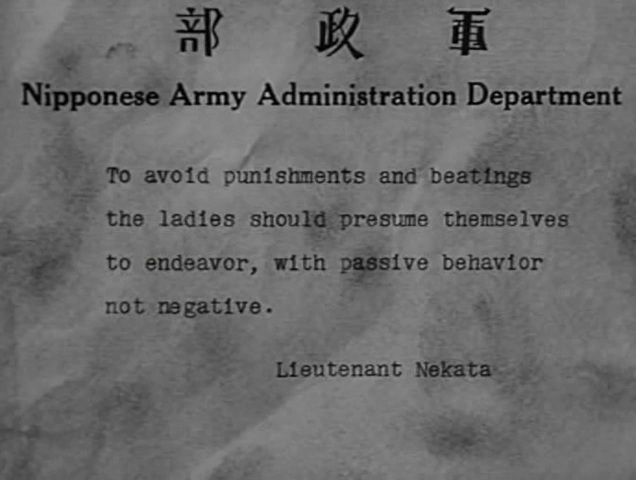 軍政部
Nipponese Army Administration Department
To avoid punishments and beatings
the ladies should presume themselves
to endeavor, with passive behavior
not negative.
Lieutenant Nekata